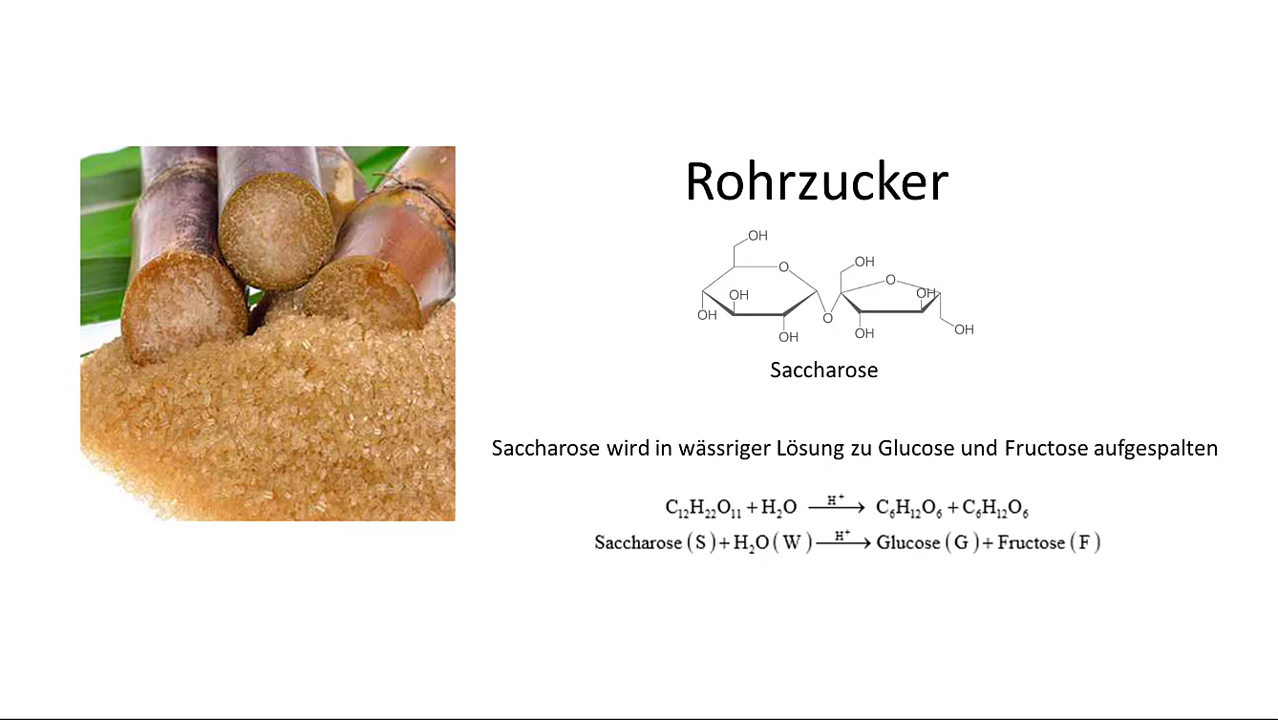 Rohrzucker
OH
O
OH
O
OH
OH
OH
O
OH
OH
OH
Saccharose
Saccharose wird in wässriger Lösung zu Glucose und Fructose aufgespalten
C₁₂H₂₂O₁₁ + H₂O —H⁺→ C₆H₁₂O₆ + C₆H₁₂O₆
Saccharose (S) + H₂O (W) —H⁺→ Glucose (G) + Fructose (F)